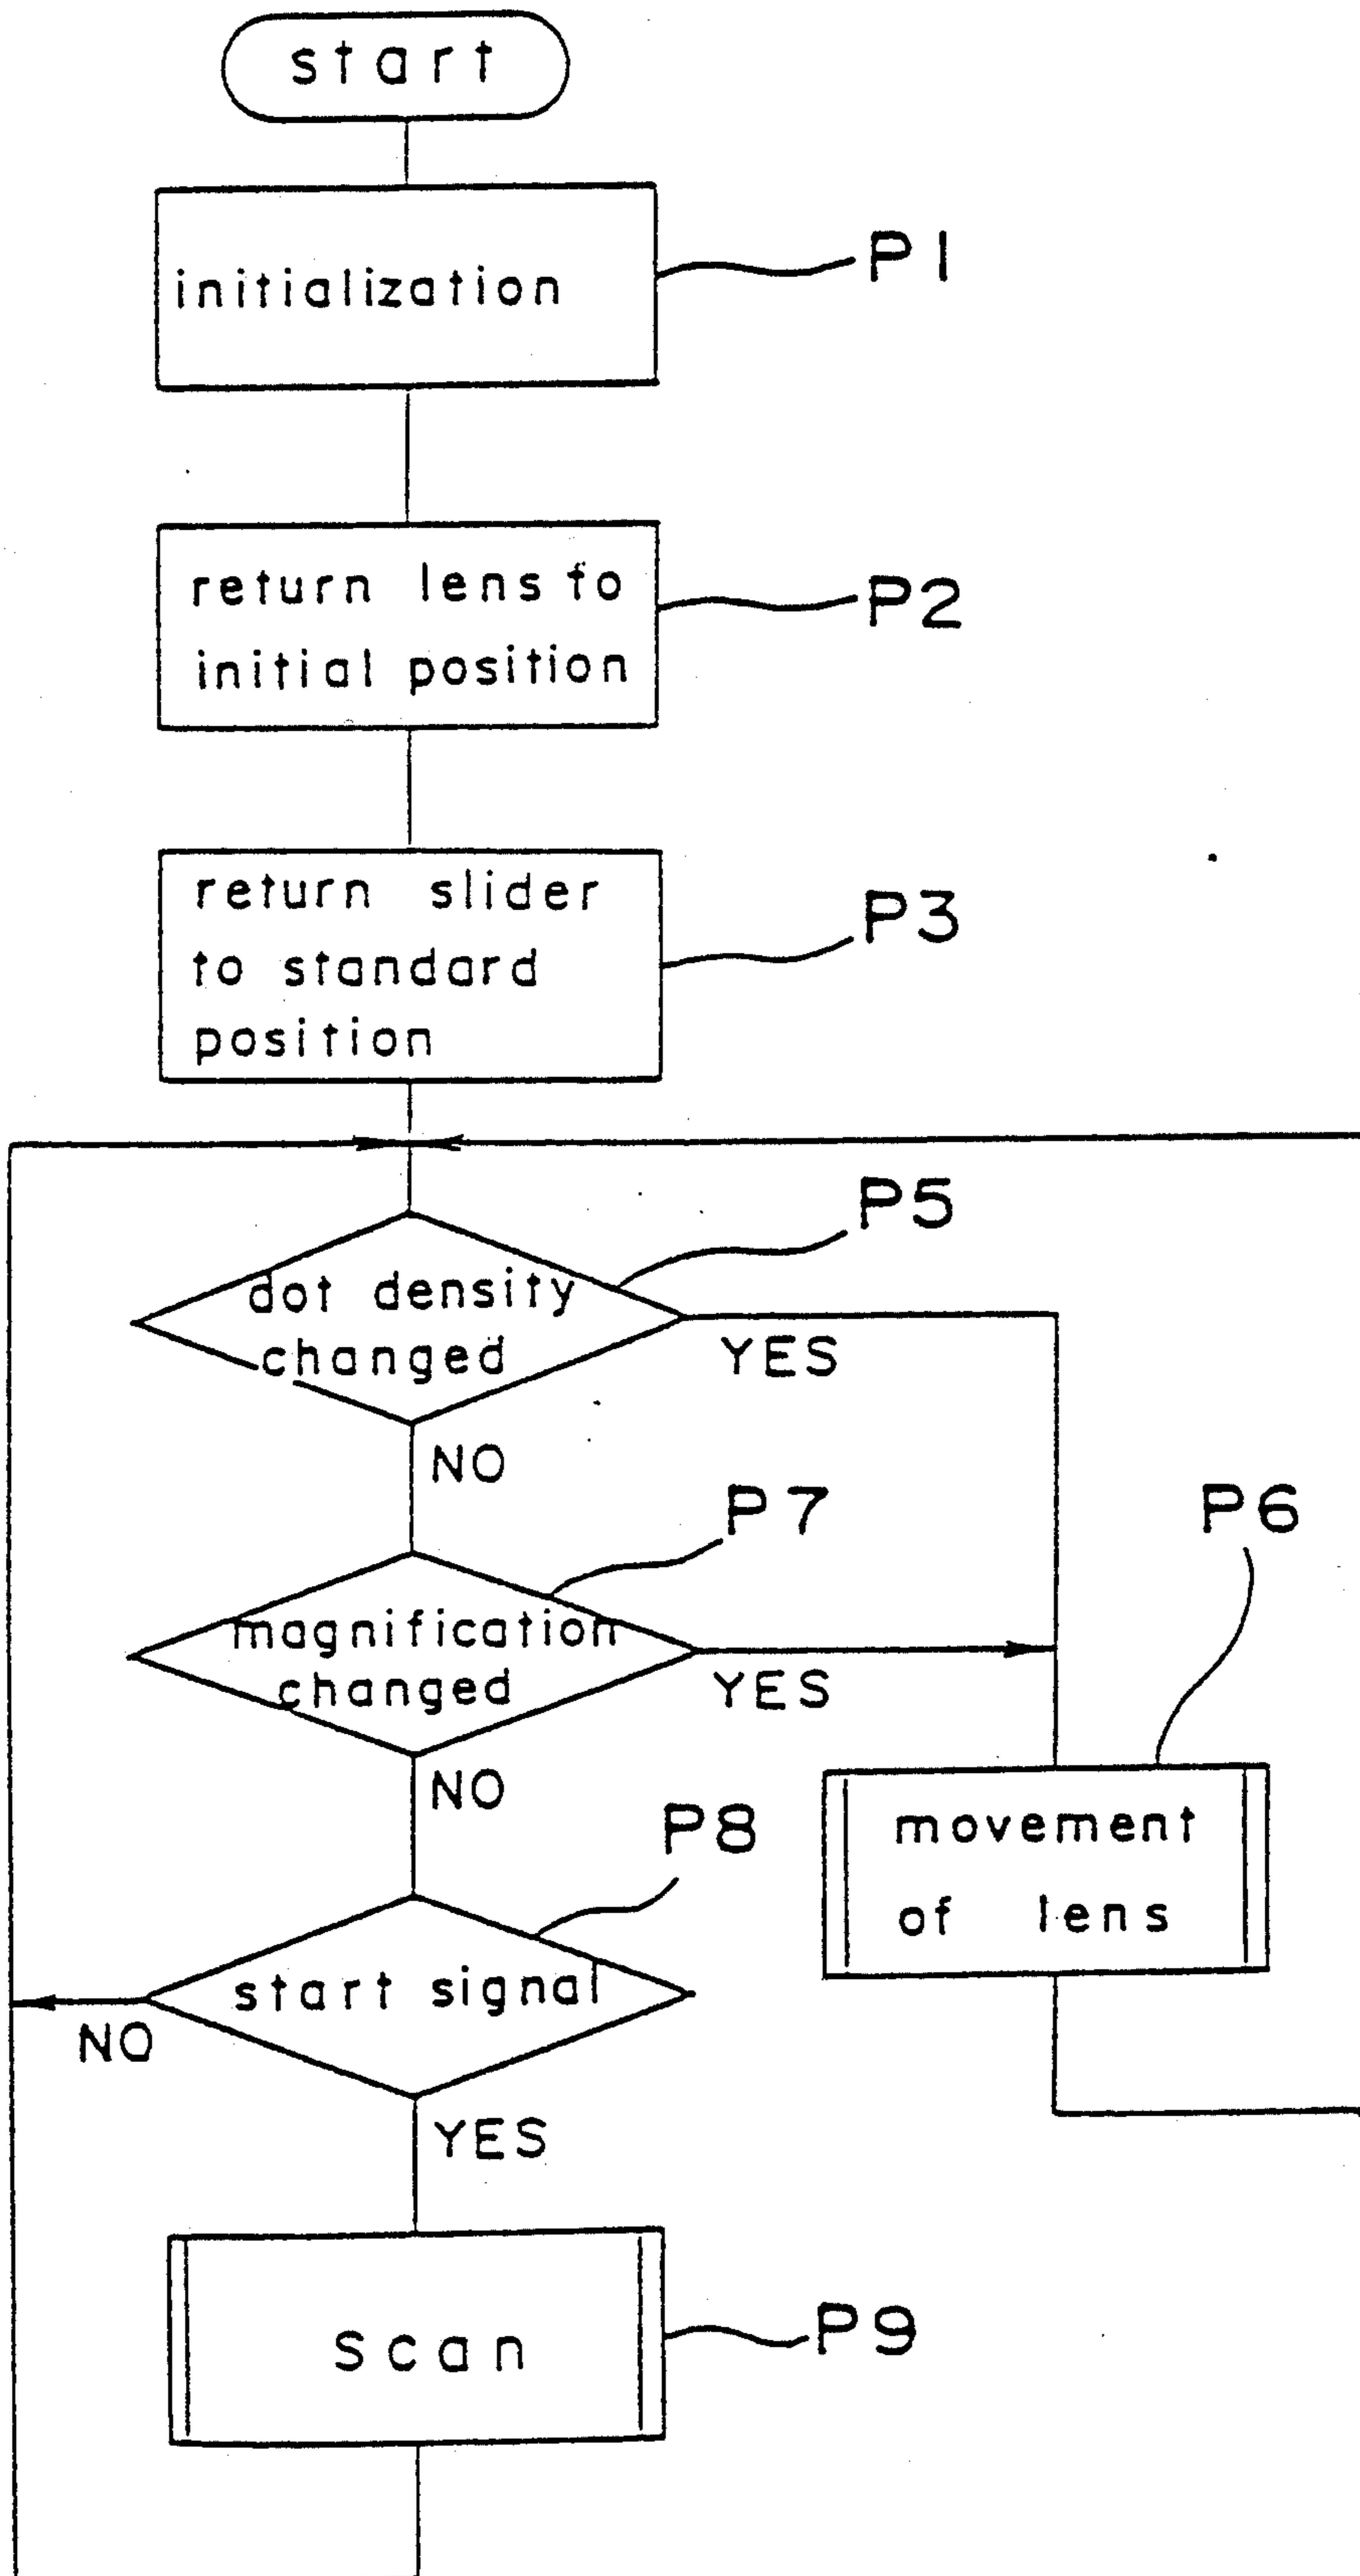 start
initialization
P1
return lens to
initial position
P2
return slider
to standard
position
P3
P5
dot density
changed
YES
NO
P7
P6
magnification
changed
YES
NO
P8
movement
of lens
start signal
NO
YES
scan
P9